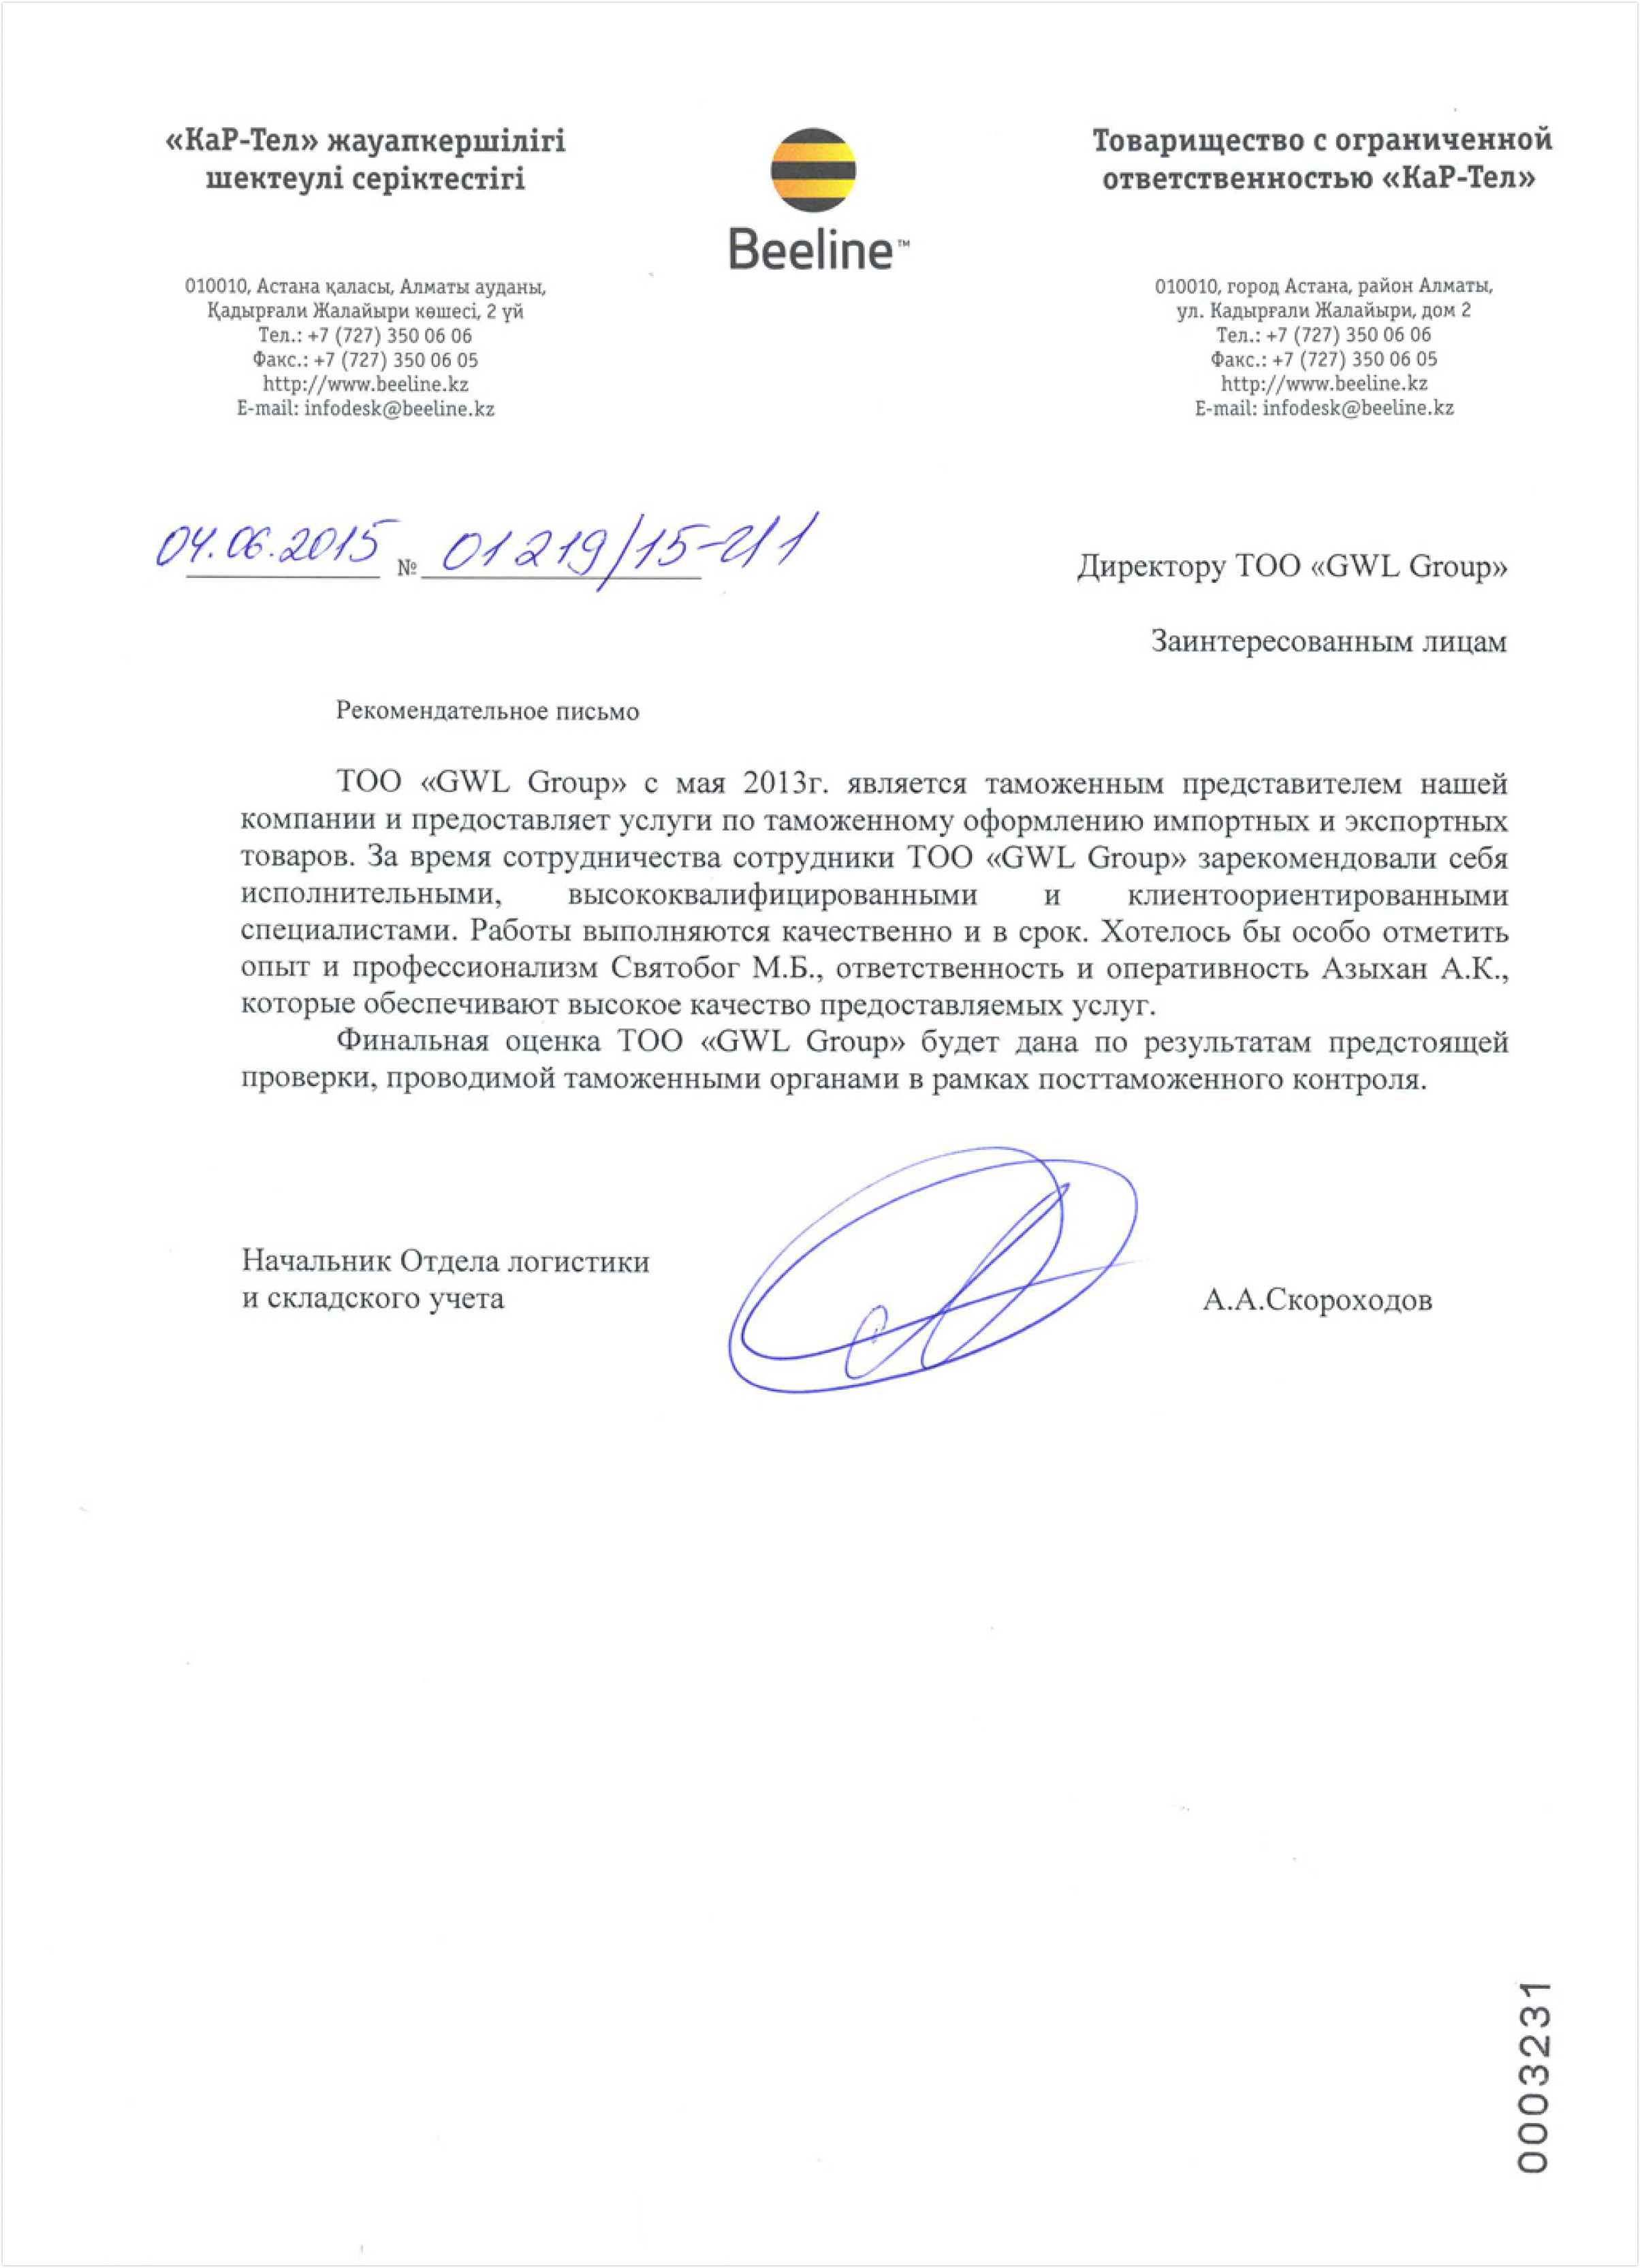 «КаР-Тел» жауапкершілігі
шектеулі серіктестігі
010010, Астана қаласы, Алматы ауданы,
Қадырғали Жалайыри көшесі, 2 үй
Тел.: +7 (727) 350 06 06
Факс.: +7 (727) 350 06 05
http://www.beeline.kz
E-mail: infodesk@beeline.kz
Beeline™
Товарищество с ограниченной
ответственностью «КаР-Тел»
010010, город Астана, район Алматы,
ул. Кадырғали Жалайыри, дом 2
Тел.: +7 (727) 350 06 06
Факс.: +7 (727) 350 06 05
http://www.beeline.kz
E-mail: infodesk@beeline.kz
04.06.2015 №
Директору ТОО «GWL Group»
Заинтересованным лицам
Рекомендательное письмо
ТОО «GWL Group» с мая 2013г. является таможенным представителем нашей
компании и предоставляет услуги по таможенному оформлению импортных и экспортных
товаров. За время сотрудничества сотрудники ТОО «GWL Group» зарекомендовали себя
исполнительными, высококвалифицированными и клиентоориентированными
специалистами. Работы выполняются качественно и в срок. Хотелось бы особо отметить
опыт и профессионализм Святобог М.Б., ответственность и оперативность Азыхан А.К.,
которые обеспечивают высокое качество предоставляемых услуг.
Финальная оценка ТОО «GWL Group» будет дана по результатам предстоящей
проверки, проводимой таможенными органами в рамках посттаможенного контроля.
Начальник Отдела логистики
и складского учета
А.А.Скороходов
0003231